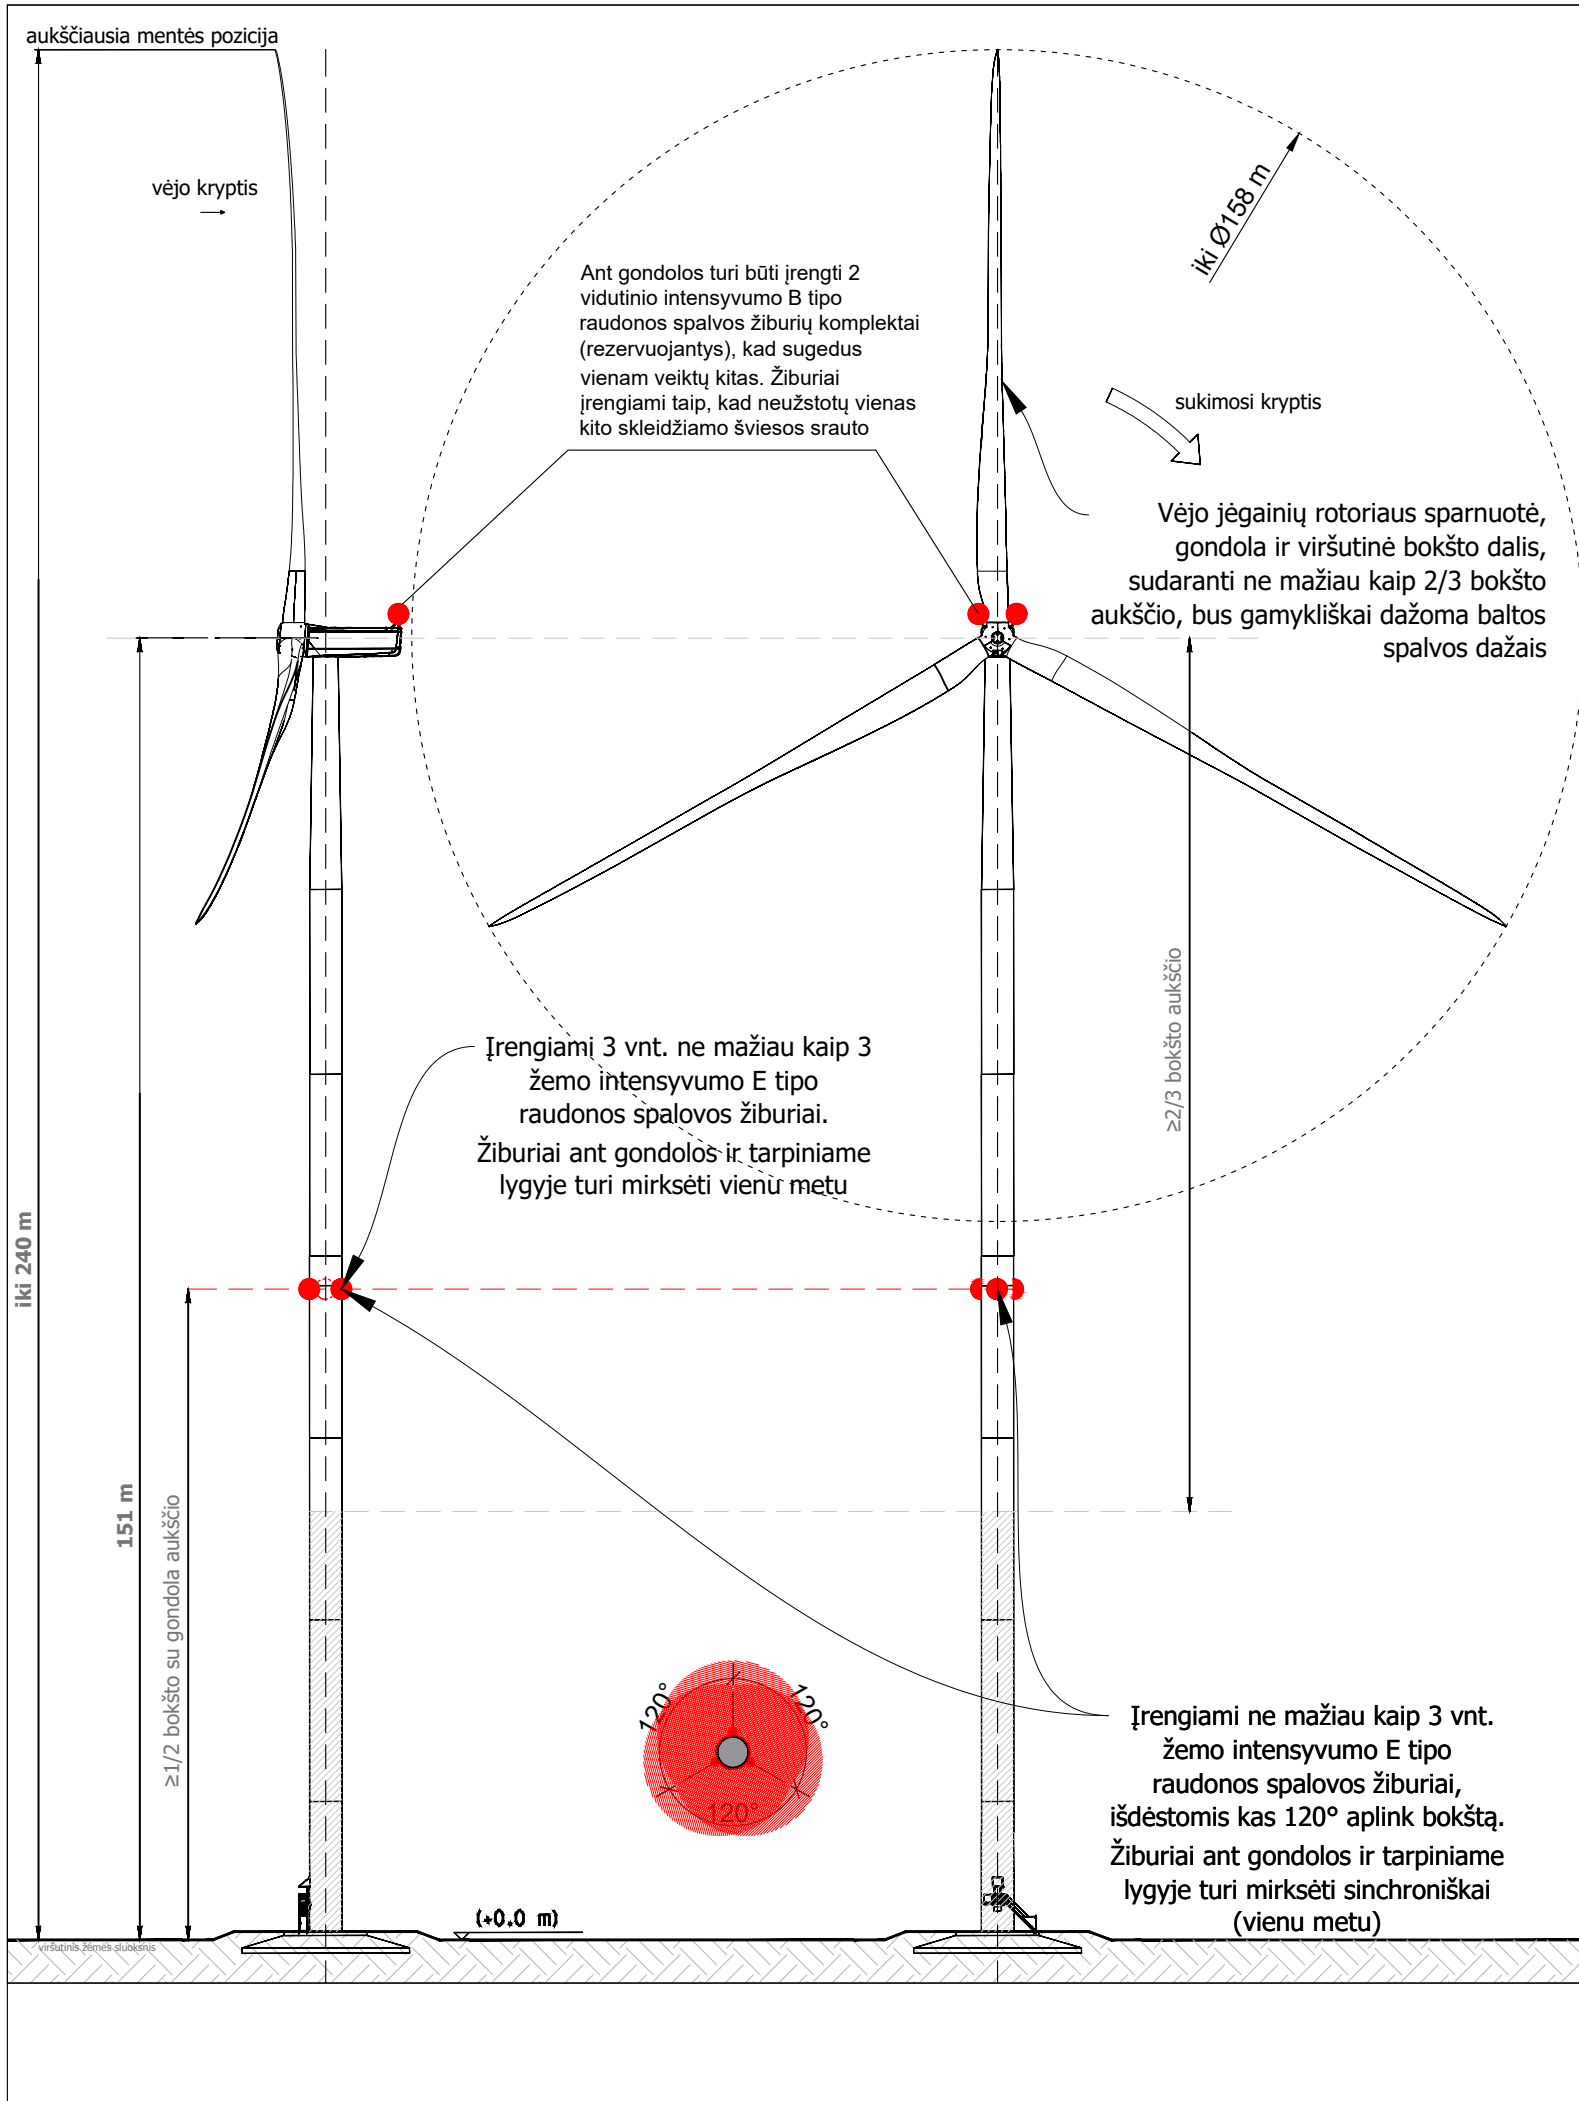 aukščiausia mentės pozicija
vėjo kryptis
iki Ø158 m
Ant gondolos turi būti įrengti 2
vidutinio intensyvumo B tipo
raudonos spalvos žiburių komplektai
(rezervuojantys), kad sugedus
vienam veiktų kitas. Žiburiai
įrengiami taip, kad neužstotų vienas
kito skleidžiamo šviesos srauto
sukimosi kryptis
Vėjo jėgainių rotoriaus sparnuotė,
gondola ir viršutinė bokšto dalis,
sudaranti ne mažiau kaip 2/3 bokšto
aukščio, bus gamykliškai dažoma baltos
spalvos dažais
≥2/3 bokšto aukščio
Įrengiami 3 vnt. ne mažiau kaip 3
žemo intensyvumo E tipo
raudonos spalovos žiburiai.
Žiburiai ant gondolos ir tarpiniame
lygyje turi mirksėti vienu metu
iki 240 m
151 m
≥1/2 bokšto su gondola aukščio
120°
120°
120°
Įrengiami ne mažiau kaip 3 vnt.
žemo intensyvumo E tipo
raudonos spalovos žiburiai,
išdėstomis kas 120° aplink bokštą.
Žiburiai ant gondolos ir tarpiniame
lygyje turi mirksėti sinchroniškai
(vienu metu)
(+0.0 m)
viršutinis žemės sluoksnis